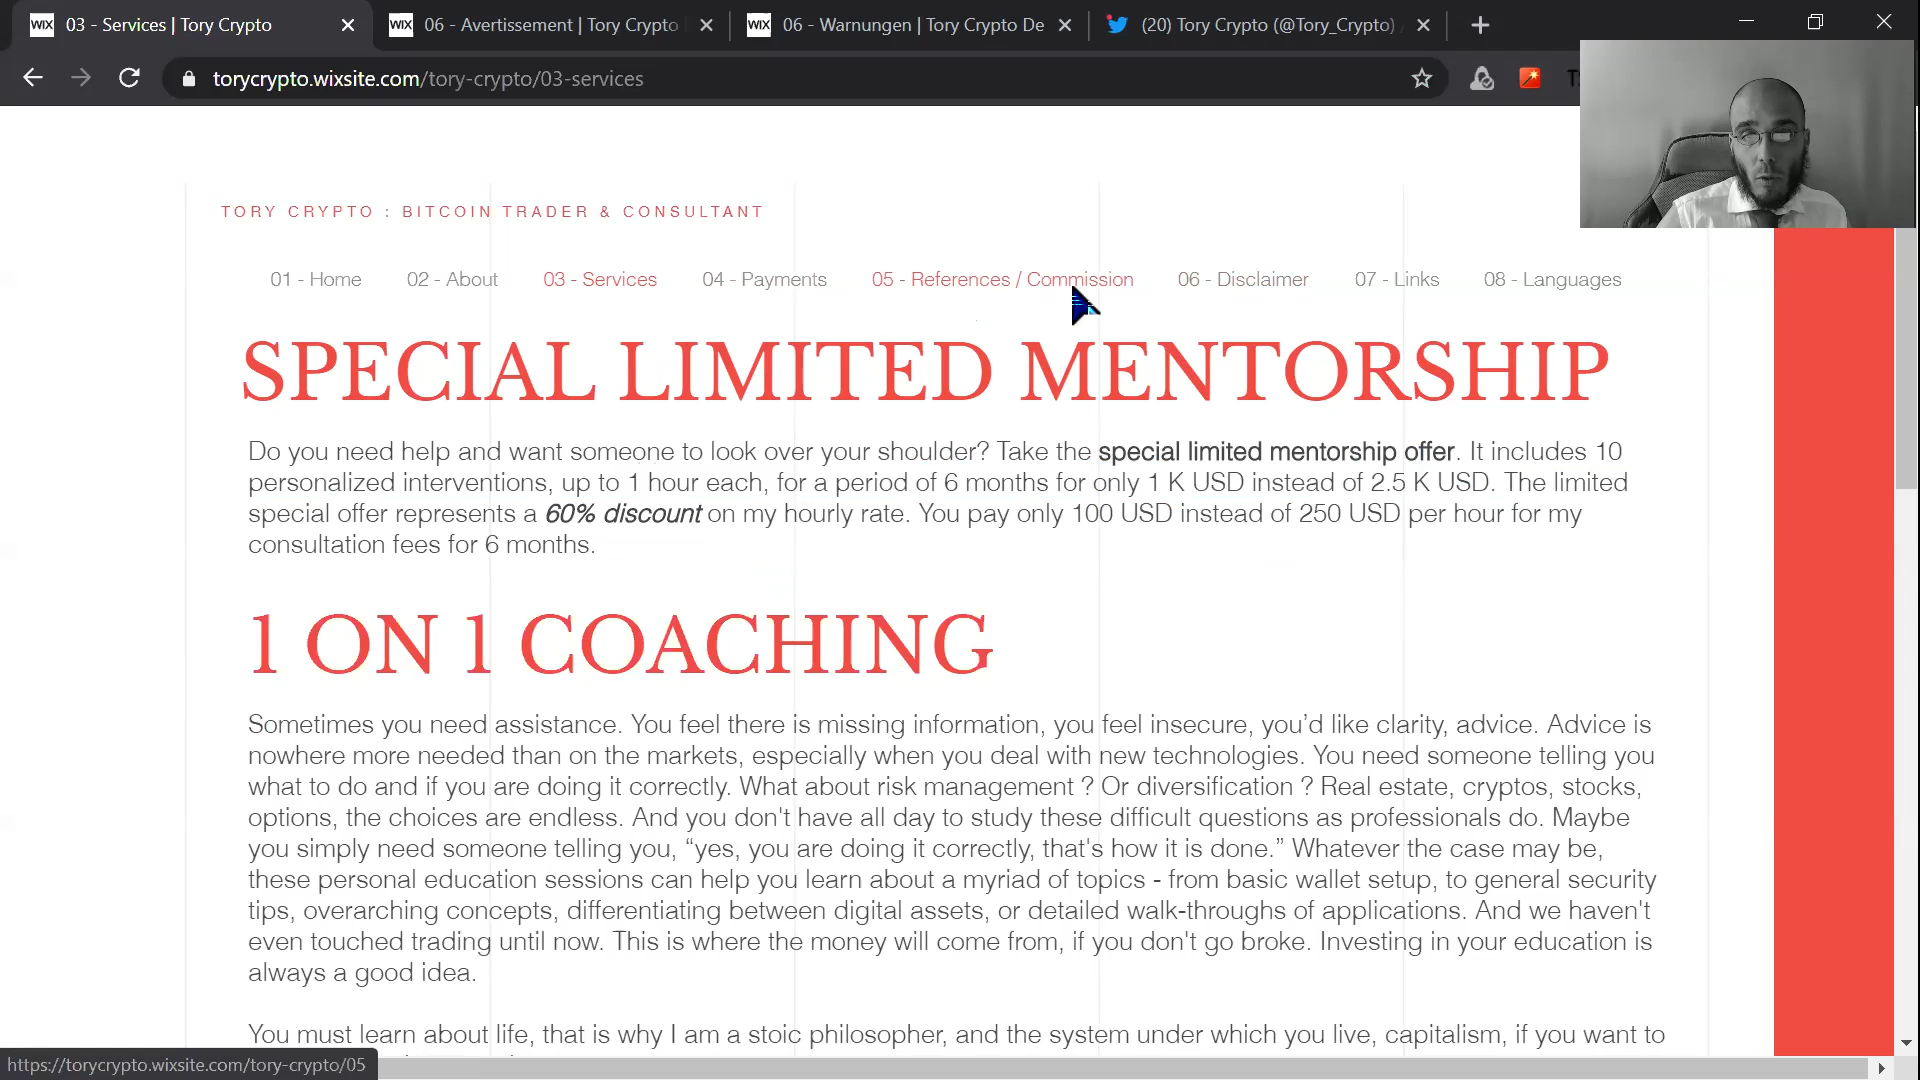 WIX 03 - Services | Tory Crypto
WIX 06 - Avertissement | Tory Crypto
WIX 06 - Warnungen | Tory Crypto De
(20) Tory Crypto (@Tory_Crypto)
torycrypto.wixsite.com/tory-crypto/03-services
TORY CRYPTO : BITCOIN TRADER & CONSULTANT
01 - Home 02 - About 03 - Services 04 - Payments 05 - References / Commission 06 - Disclaimer 07 - Links 08 - Languages
SPECIAL LIMITED MENTORSHIP
Do you need help and want someone to look over your shoulder? Take the special limited mentorship offer. It includes 10
personalized interventions, up to 1 hour each, for a period of 6 months for only 1 K USD instead of 2.5 K USD. The limited
special offer represents a 60% discount on my hourly rate. You pay only 100 USD instead of 250 USD per hour for my
consultation fees for 6 months.
1 ON 1 COACHING
Sometimes you need assistance. You feel there is missing information, you feel insecure, you’d like clarity, advice. Advice is
nowhere more needed than on the markets, especially when you deal with new technologies. You need someone telling you
what to do and if you are doing it correctly. What about risk management ? Or diversification ? Real estate, cryptos, stocks,
options, the choices are endless. And you don't have all day to study these difficult questions as professionals do. Maybe
you simply need someone telling you, “yes, you are doing it correctly, that's how it is done.” Whatever the case may be,
these personal education sessions can help you learn about a myriad of topics - from basic wallet setup, to general security
tips, overarching concepts, differentiating between digital assets, or detailed walk-throughs of applications. And we haven't
even touched trading until now. This is where the money will come from, if you don't go broke. Investing in your education is
always a good idea.
You must learn about life, that is why I am a stoic philosopher, and the system under which you live, capitalism, if you want to
https://torycrypto.wixsite.com/tory-crypto/05